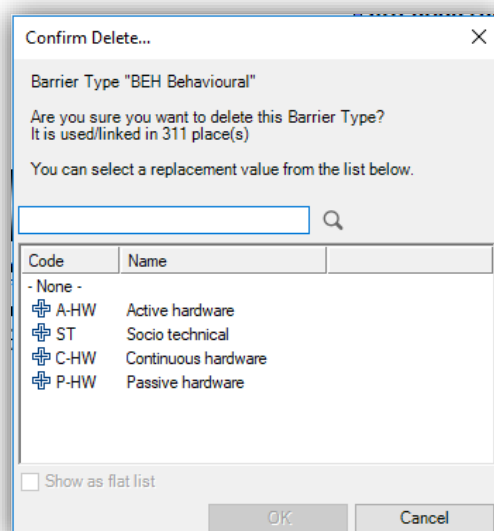 Confirm Delete...
Barrier Type "BEH Behavioural"
Are you sure you want to delete this Barrier Type?
It is used/linked in 311 place(s)
You can select a replacement value from the list below.
Code Name
- None -
A-HW Active hardware
ST Socio technical
C-HW Continuous hardware
P-HW Passive hardware
Show as flat list
OK Cancel